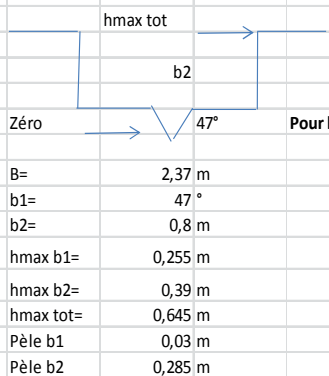 hmax tot
b2
Zéro 47° Pour l
B= 2,37 m
b1= 47 °
b2= 0,8 m
hmax b1= 0,255 m
hmax b2= 0,39 m
hmax tot= 0,645 m
Pèle b1 0,03 m
Pèle b2 0,285 m